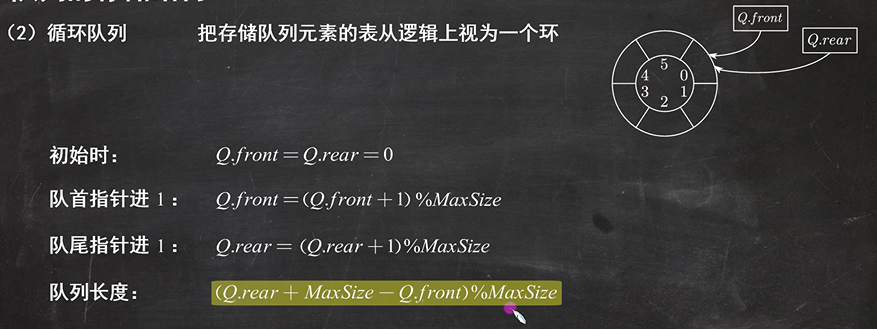 （2）循环队列 把存储队列元素的表从逻辑上视为一个环
Q.front
Q.rear
5
4 0
3 1
2
初始时： Q.front＝Q.rear＝0
队首指针进 1： Q.front＝(Q.front＋1)%MaxSize
队尾指针进 1： Q.rear＝ (Q.rear＋1)%MaxSize
队列长度： (Q.rear＋MaxSize－Q.front)%MaxSize